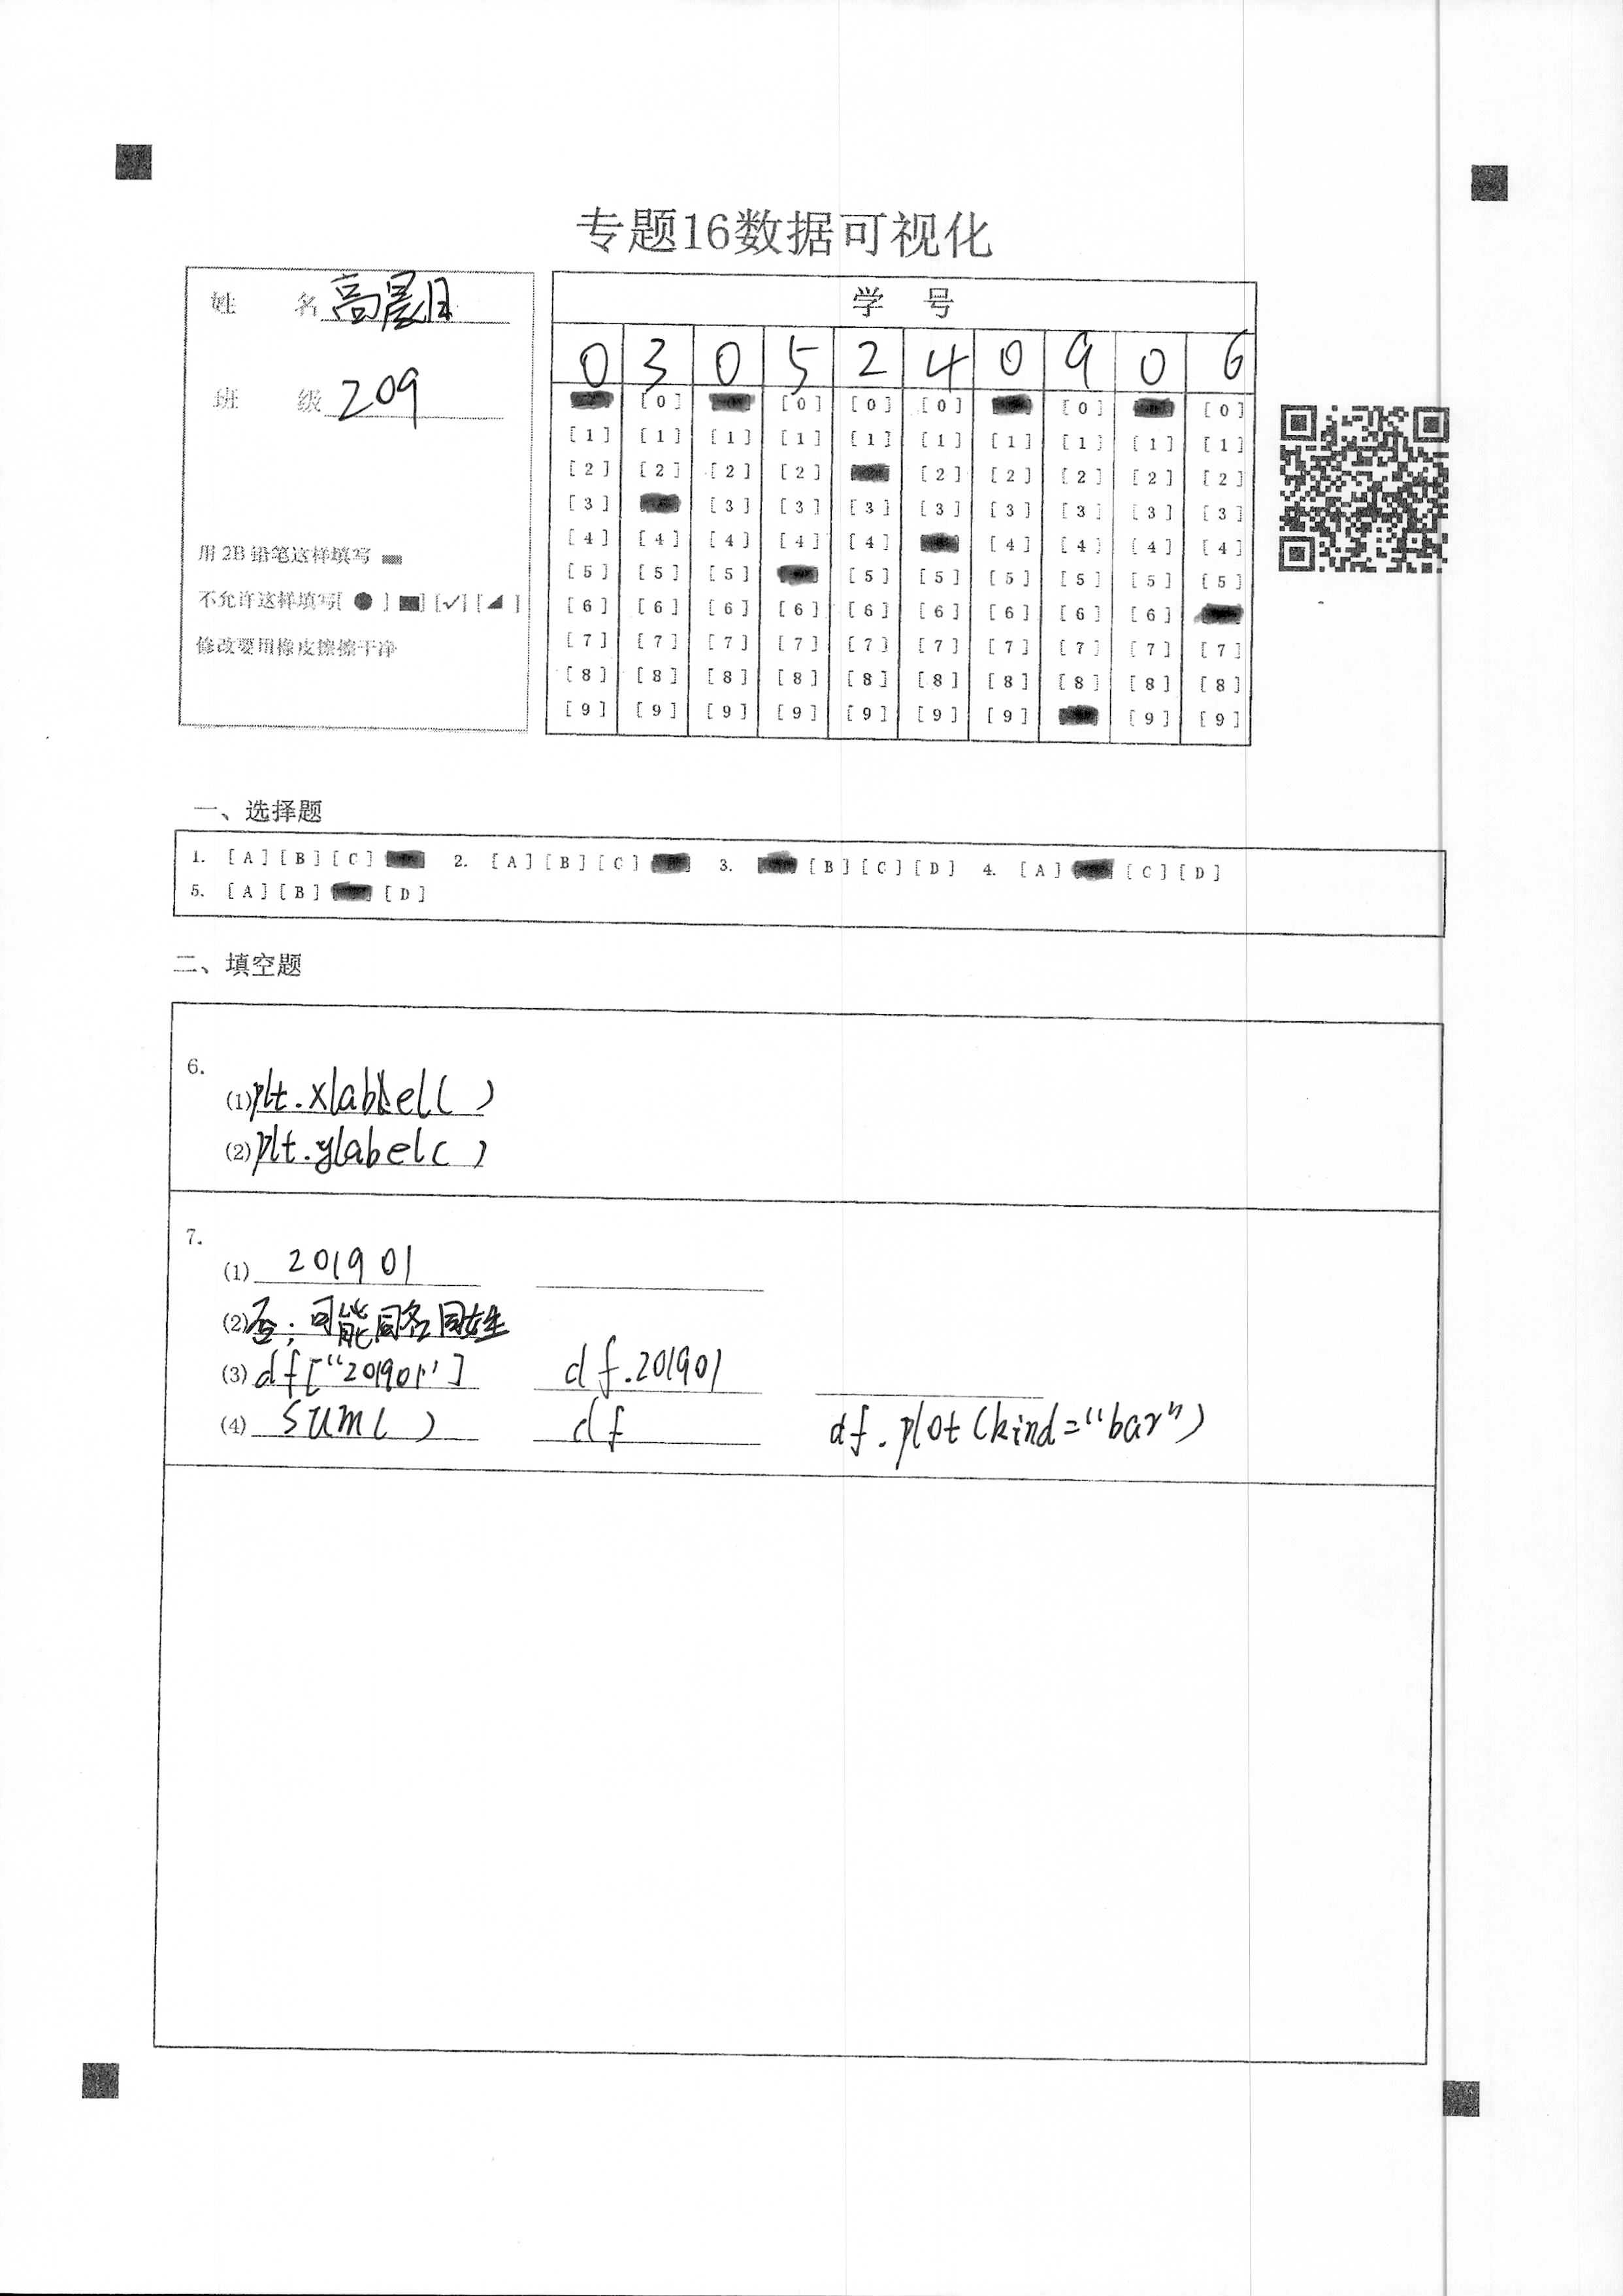 专题16数据可视化
姓 名 高晨月
班 级 209
用 2B 铅笔这样填写
不允许这样填写[ ● ] ■] [✓] [◢ ]
修改要用橡皮擦擦干净
学 号
0 3 0 5 2 4 0 9 0 6
[0] [0] [0] [0] [0] [0]
[1] [1] [1] [1] [1] [1] [1] [1] [1] [1]
[2] [2] [2] [2] [2] [2] [2] [2] [2]
[3] [3] [3] [3] [3] [3] [3] [3] [3]
[4] [4] [4] [4] [4] [4] [4] [4] [4]
[5] [5] [5] [5] [5] [5] [5] [5] [5]
[6] [6] [6] [6] [6] [6] [6] [6] [6]
[7] [7] [7] [7] [7] [7] [7] [7] [7] [7]
[8] [8] [8] [8] [8] [8] [8] [8] [8] [8]
[9] [9] [9] [9] [9] [9] [9] [9] [9]
一、选择题
1. [A] [B] [C] 2. [A] [B] [C] 3. [B] [C] [D] 4. [A] [C] [D]
5. [A] [B] [D]
二、填空题
6.
(1) plt.xlabel( )
(2) plt.ylabel( )
7.
(1) 201901
(2) 否；可能同名同姓
(3) df["201901"] df.201901
(4) sum( ) df df.plot(kind="bar")